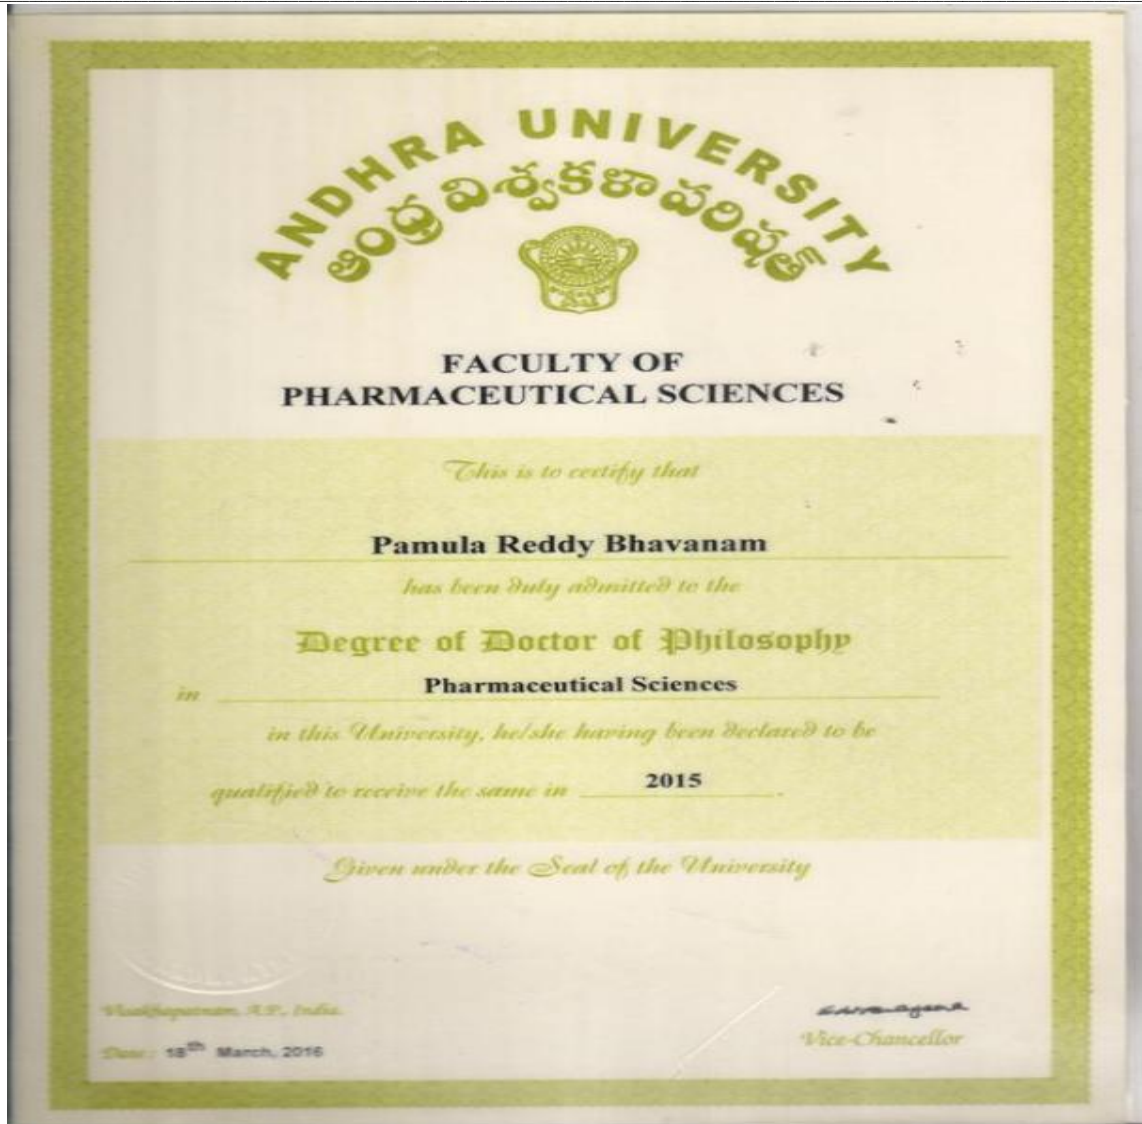 ANDHRA UNIVERSITY
ఆంధ్ర విశ్వకళాపరిషత్
FACULTY OF
PHARMACEUTICAL SCIENCES
This is to certify that
Pamula Reddy Bhavanam
has been duly admitted to the
Degree of Doctor of Philosophy
in Pharmaceutical Sciences
in this University, he/she having been declared to be
qualified to receive the same in 2015.
Given under the Seal of the University
Visakhapatnam, A.P., India.
Date: 18th March, 2016
Vice-Chancellor